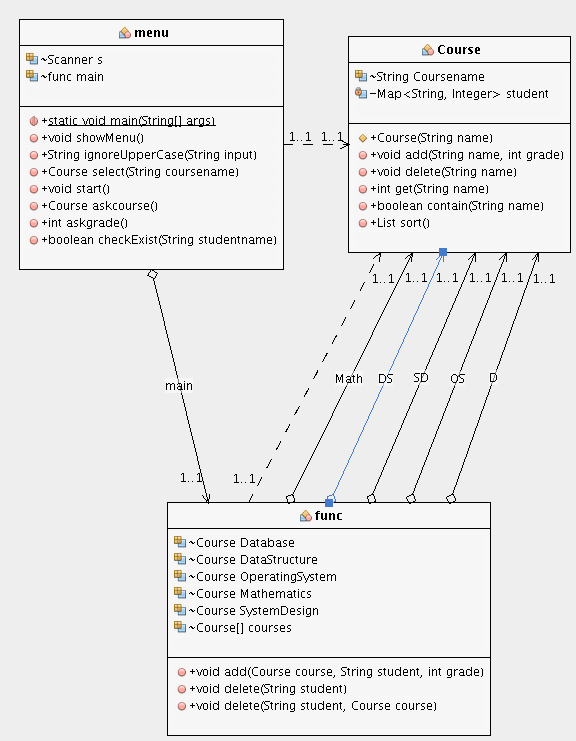 menu
~Scanner s
~func main
+static void main(String[] args)
+void showMenu()
+String ignoreUpperCase(String input)
+Course select(String coursename)
+void start()
+Course askcourse()
+int askgrade()
+boolean checkExist(String studentname)
Course
~String Coursename
-Map<String, Integer> student
+Course(String name)
+void add(String name, int grade)
+void delete(String name)
+int get(String name)
+boolean contain(String name)
+List sort()
1..1 1..1
1..1 1..1 1..1 1..1 1..1 1..1
main
Math DS SD OS D
1..1 1..1
func
~Course Database
~Course DataStructure
~Course OperatingSystem
~Course Mathematics
~Course SystemDesign
~Course[] courses
+void add(Course course, String student, int grade)
+void delete(String student)
+void delete(String student, Course course)